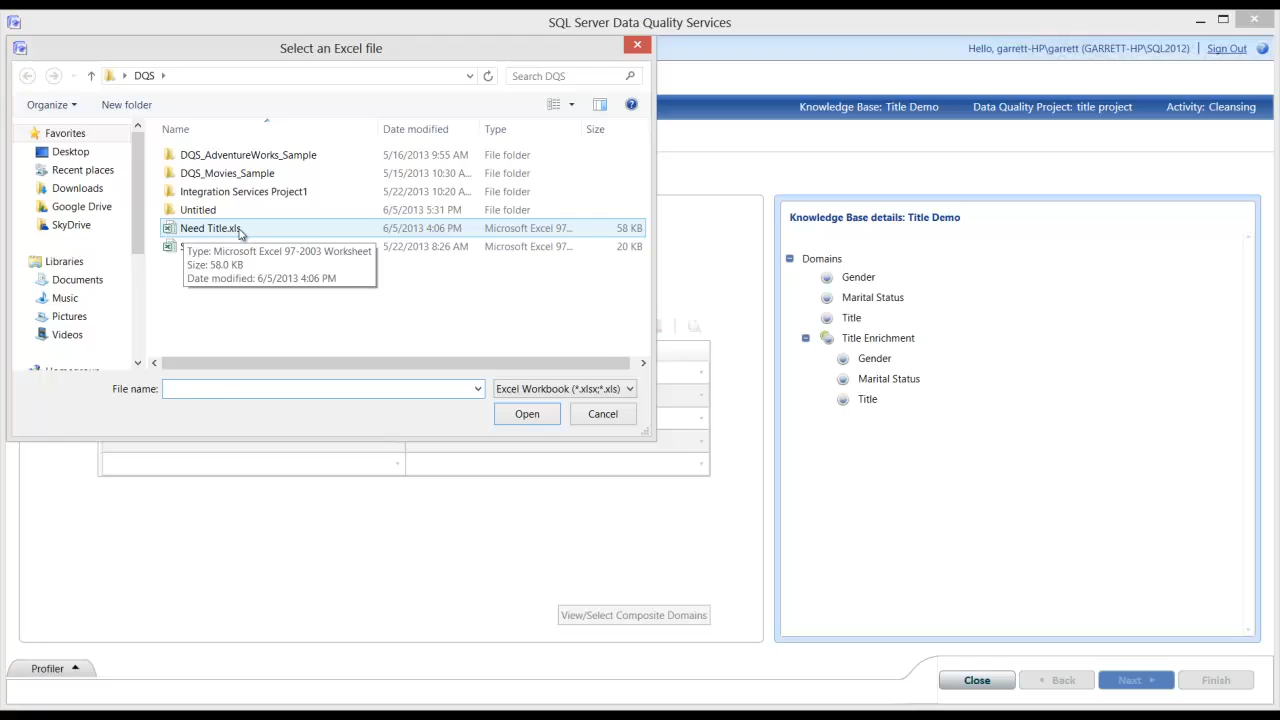 SQL Server Data Quality Services
Select an Excel file
Hello, garrett-HP\garrett (GARRETT-HP\SQL2012) | Sign Out
DQS
Search DQS
Organize
New folder
Knowledge Base: Title Demo
Data Quality Project: title project
Activity: Cleansing
Favorites
Desktop
Recent places
Downloads
Google Drive
SkyDrive
Libraries
Documents
Music
Pictures
Videos
Name
Date modified
Type
Size
DQS_AdventureWorks_Sample 5/16/2013 9:55 AM File folder
DQS_Movies_Sample 5/15/2013 10:30 A... File folder
Integration Services Project1 5/22/2013 10:20 A... File folder
Untitled 6/5/2013 5:31 PM File folder
Need Title.xls 6/5/2013 4:06 PM Microsoft Excel 97... 58 KB
5/22/2013 8:26 AM Microsoft Excel 97... 20 KB
Type: Microsoft Excel 97-2003 Worksheet
Size: 58.0 KB
Date modified: 6/5/2013 4:06 PM
File name:
Excel Workbook (*.xlsx;*.xls)
Open
Cancel
Knowledge Base details: Title Demo
Domains
Gender
Marital Status
Title
Title Enrichment
Gender
Marital Status
Title
View/Select Composite Domains
Profiler
Close
Back
Next
Finish